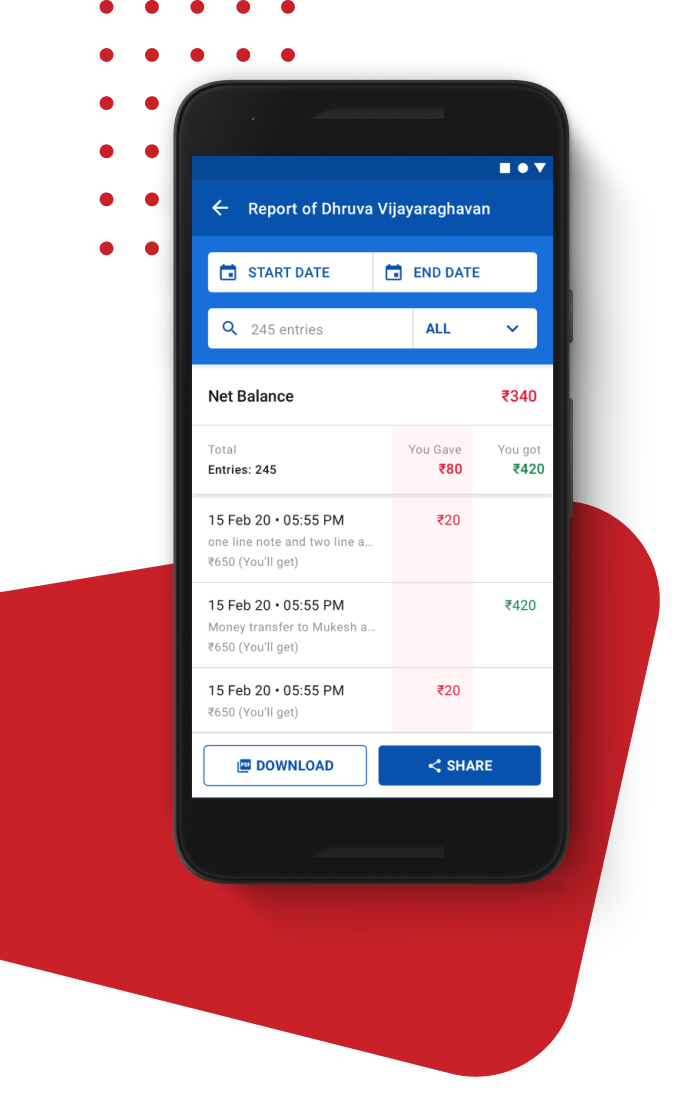 Report of Dhruva Vijayaraghavan
START DATE END DATE
245 entries ALL
Net Balance ₹340
Total You Gave You got
Entries: 245 ₹80 ₹420
15 Feb 20 • 05:55 PM ₹20
one line note and two line a...
₹650 (You'll get)
15 Feb 20 • 05:55 PM ₹420
Money transfer to Mukesh a...
₹650 (You'll get)
15 Feb 20 • 05:55 PM ₹20
₹650 (You'll get)
PDF DOWNLOAD SHARE